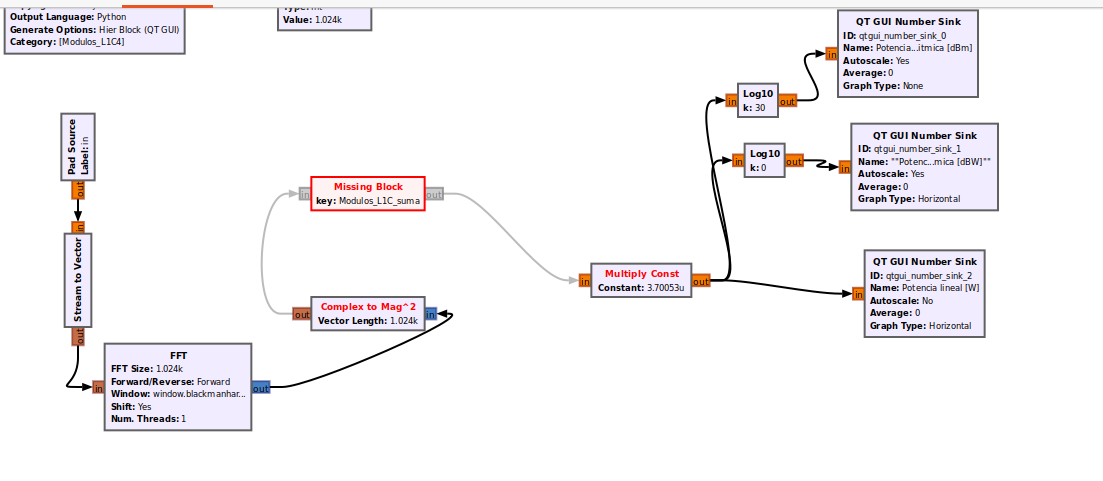 Output Language: Python
Generate Options: Hier Block (QT GUI)
Category: [Modulos_L1C4]
Value: 1.024k
QT GUI Number Sink
ID: qtgui_number_sink_0
Name: Potencia...itmica [dBm]
Autoscale: Yes
Average: 0
Graph Type: None
in
Log10
k: 30
in
out
QT GUI Number Sink
ID: qtgui_number_sink_1
Name: ""Potenc...mica [dBW]""
Autoscale: Yes
Average: 0
Graph Type: Horizontal
in
Log10
k: 0
in
out
Pad Source
Label: in
out
Missing Block
key: Modulos_L1C_suma
in
out
in
Stream to Vector
out
Multiply Const
Constant: 3.70053u
in
out
QT GUI Number Sink
ID: qtgui_number_sink_2
Name: Potencia lineal [W]
Autoscale: No
Average: 0
Graph Type: Horizontal
in
Complex to Mag^2
Vector Length: 1.024k
out
in
FFT
FFT Size: 1.024k
Forward/Reverse: Forward
Window: window.blackmanhar...
Shift: Yes
Num. Threads: 1
in
out